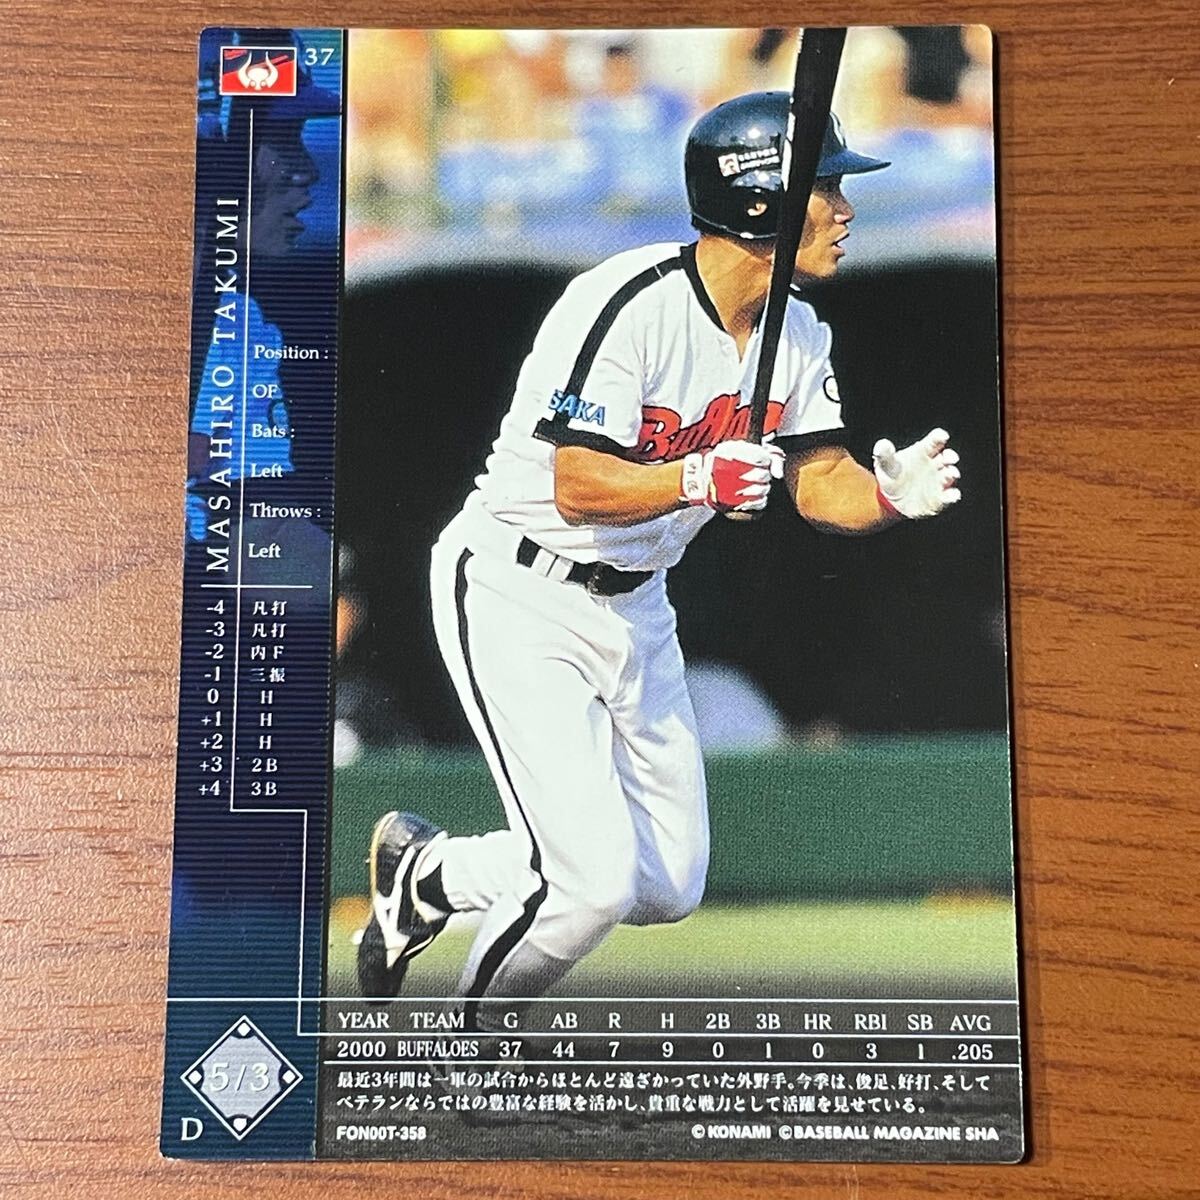 37
MASAHIRO TAKUMI
Position :
OF
Bats :
Left
Throws :
Left
-4 凡打
-3 凡打
-2 内F
-1 三振
0 H
+1 H
+2 H
+3 2B
+4 3B
SAKA
Buffaloes
YEAR TEAM G AB R H 2B 3B HR RBI SB AVG
2000 BUFFALOES 37 44 7 9 0 1 0 3 1 .205
最近3年間は一軍の試合からほとんど遠ざかっていた外野手。今季は、俊足、好打、そして
ベテランならではの豊富な経験を活かし、貴重な戦力として活躍を見せている。
5/3
D
FON00T-358
©KONAMI ©BASEBALL MAGAZINE SHA